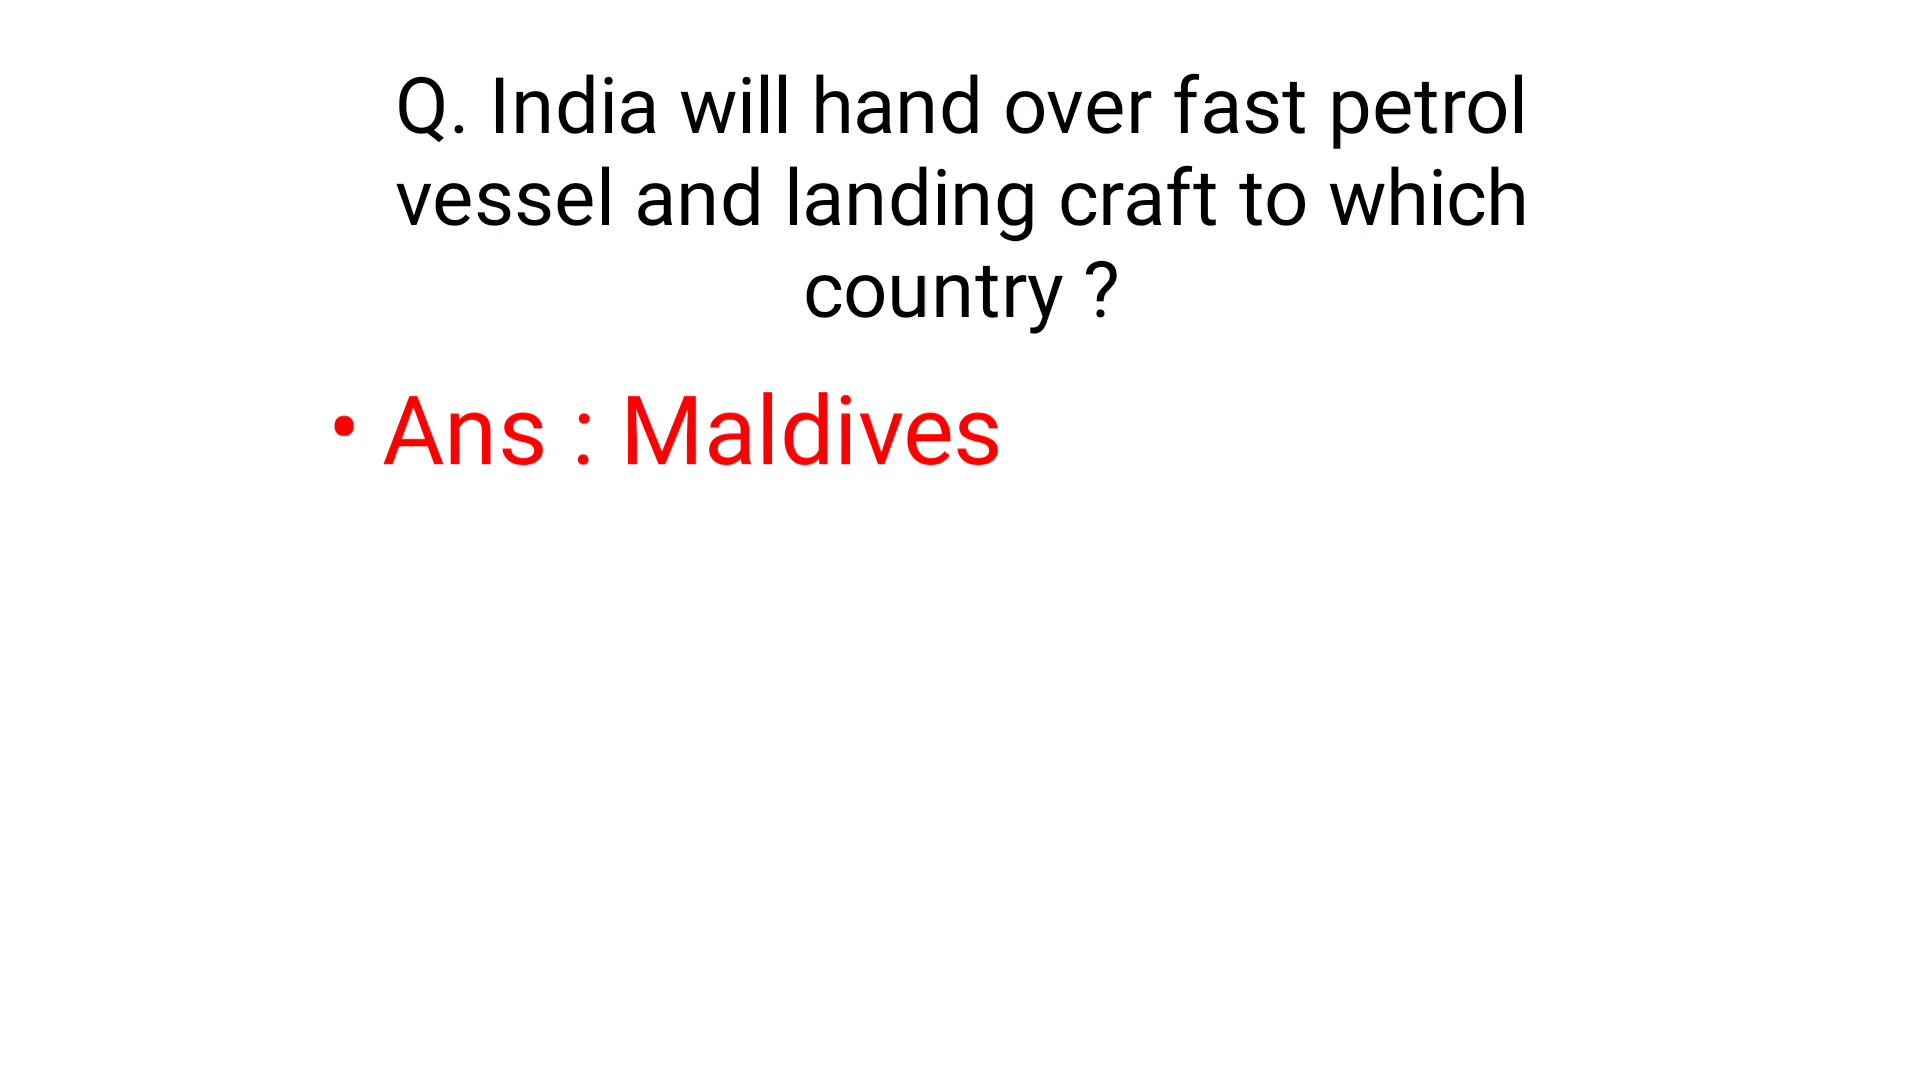 Q. India will hand over fast petrol
vessel and landing craft to which
country ?
• Ans : Maldives